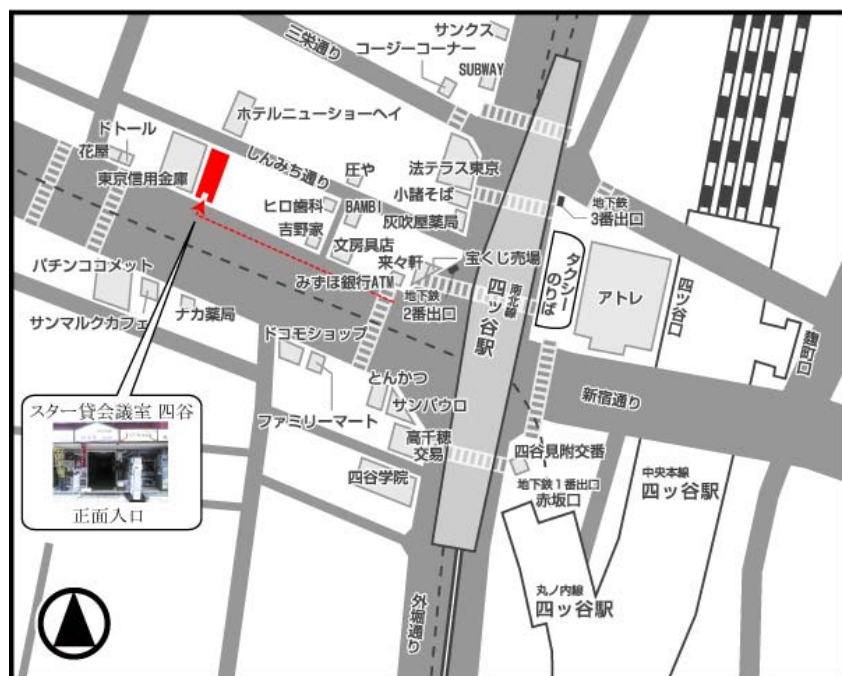 サンクス
三栄通り
コージーコーナー
SUBWAY
ホテルニューショーヘイ
ドトール
花屋
東京信用金庫
しんみち通り
圧や
法テラス東京
小諸そば
灰吹屋薬局
ヒロ歯科
BAMBI
吉野家
文房具店
来々軒
宝くじ売場
みずほ銀行ATM
地下鉄
2番出口
地下鉄
3番出口
タクシー
のりば
アトレ
四ツ谷口
麹町口
南北線
四ッ谷駅
パチンココメット
サンマルクカフェ
ナカ薬局
ドコモショップ
ファミリーマート
とんかつ
サンパウロ
高千穂
交易
四谷学院
新宿通り
四谷見附交番
地下鉄1番出口
赤坂口
中央本線
四ッ谷駅
丸ノ内線
四ッ谷駅
外堀通り
スター貸会議室 四谷
正面入口